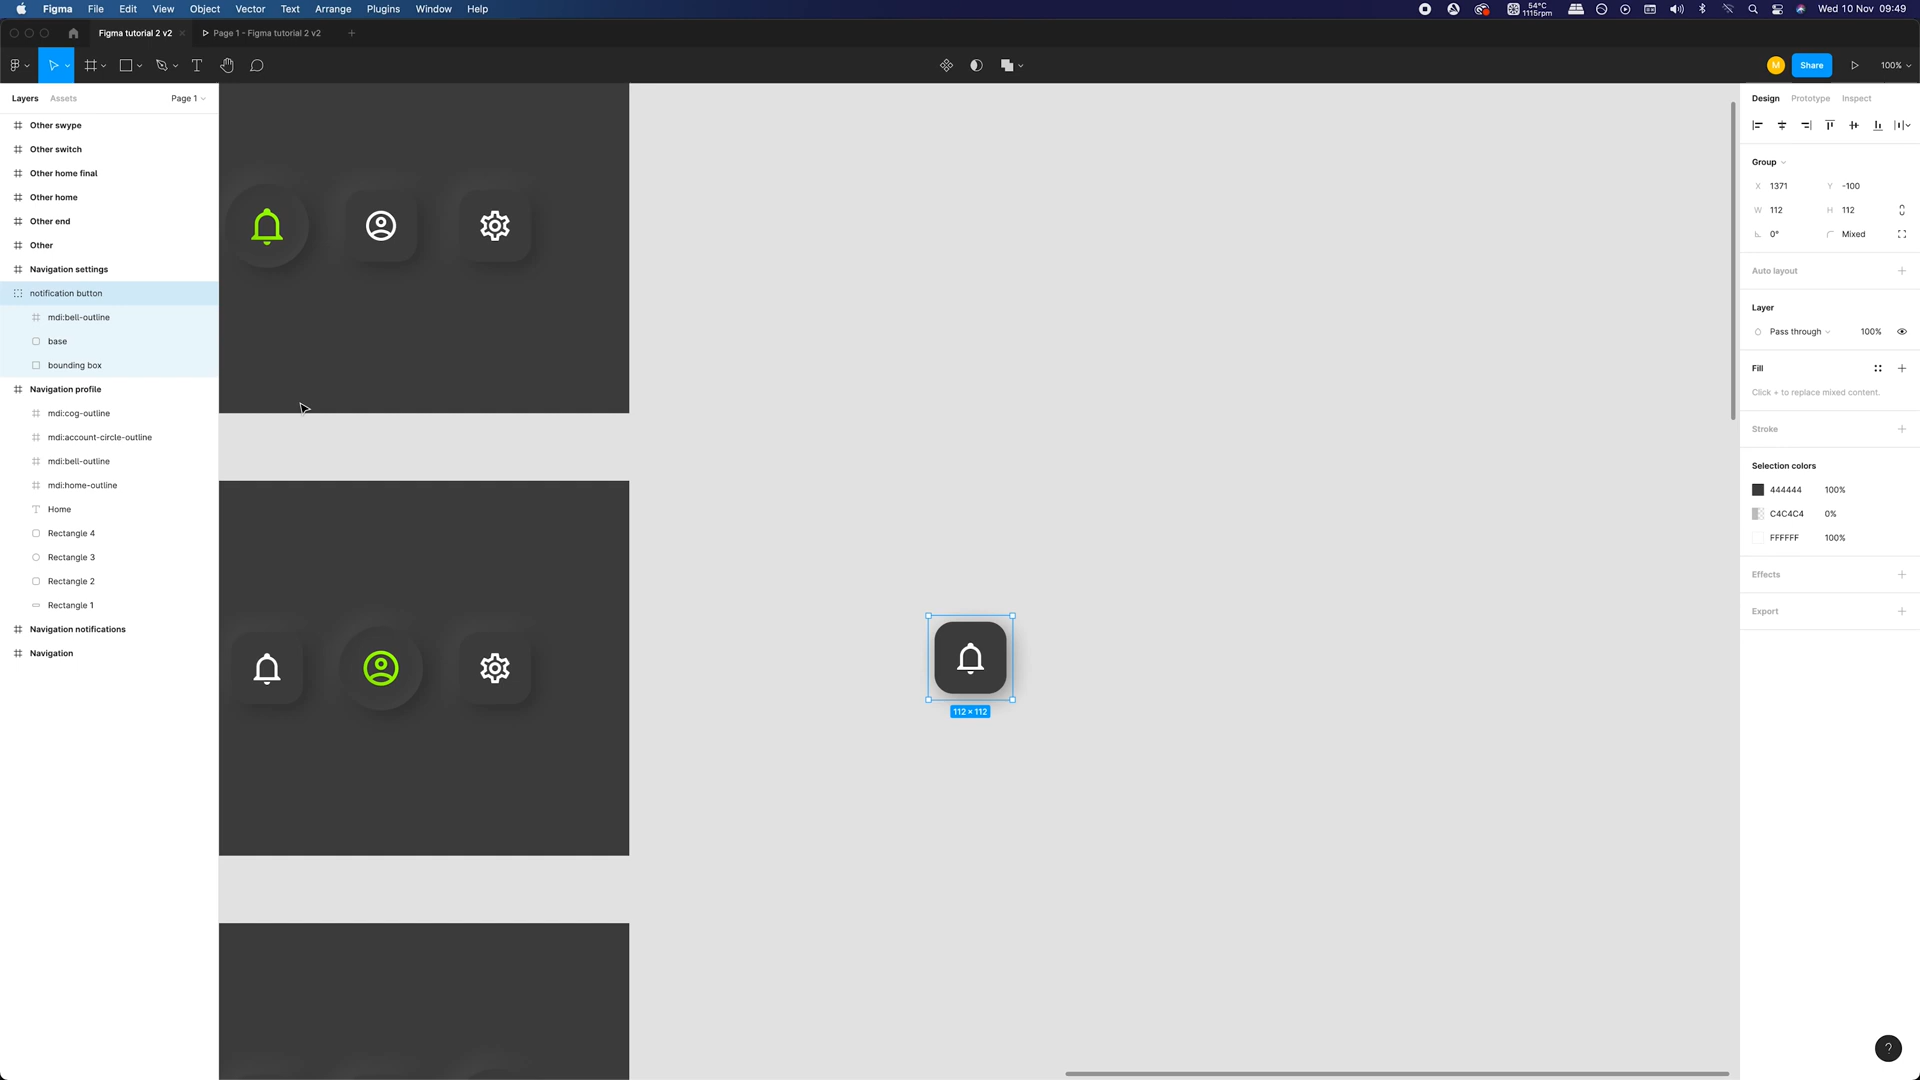 Figma File Edit View Object Vector Text Arrange Plugins Window Help
54°C
1115rpm
Wed 10 Nov 09:49
Figma tutorial 2 v2
Page 1 - Figma tutorial 2 v2
M
Share
100%
Layers Assets Page 1
Other swype
Other switch
Other home final
Other home
Other end
Other
Navigation settings
notification button
mdi:bell-outline
base
bounding box
Navigation profile
mdi:cog-outline
mdi:account-circle-outline
mdi:bell-outline
mdi:home-outline
Home
Rectangle 4
Rectangle 3
Rectangle 2
Rectangle 1
Navigation notifications
Navigation
112 × 112
Design Prototype Inspect
Group
X 1371 Y -100
W 112 H 112
0° Mixed
Auto layout
Layer
Pass through 100%
Fill
Click + to replace mixed content.
Stroke
Selection colors
444444 100%
C4C4C4 0%
FFFFFF 100%
Effects
Export
?